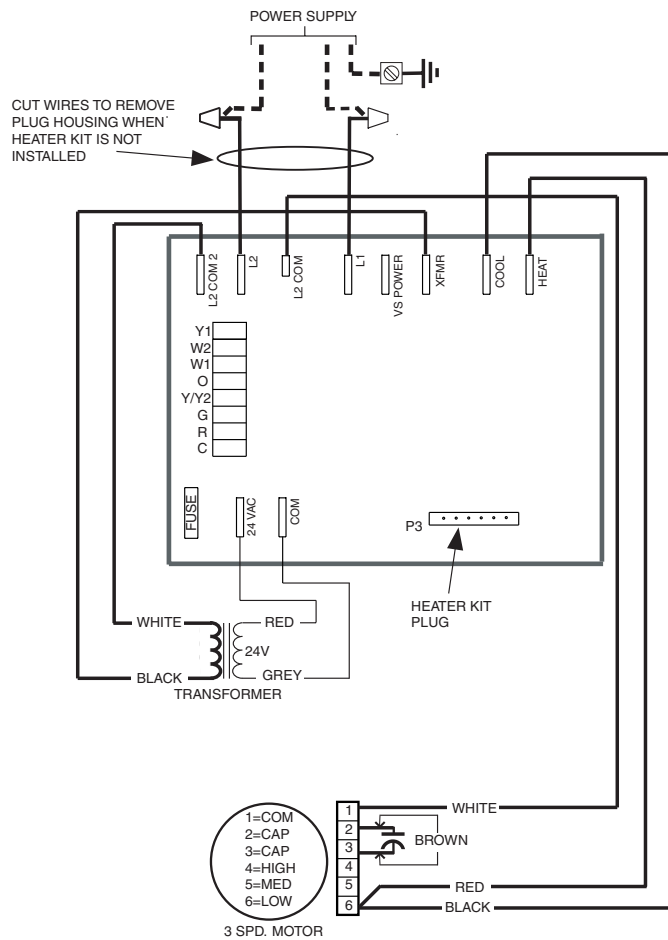 POWER SUPPLY
CUT WIRES TO REMOVE
PLUG HOUSING WHEN
HEATER KIT IS NOT
INSTALLED
L2 COM 2
L2
L2 COM
L1
VS POWER
XFMR
COOL
HEAT
Y1
W2
W1
O
Y/Y2
G
R
C
FUSE
24 VAC
COM
P3
HEATER KIT
PLUG
WHITE
RED
24V
BLACK
GREY
TRANSFORMER
1=COM
2=CAP
3=CAP
4=HIGH
5=MED
6=LOW
3 SPD. MOTOR
1
2
3
4
5
6
WHITE
BROWN
RED
BLACK